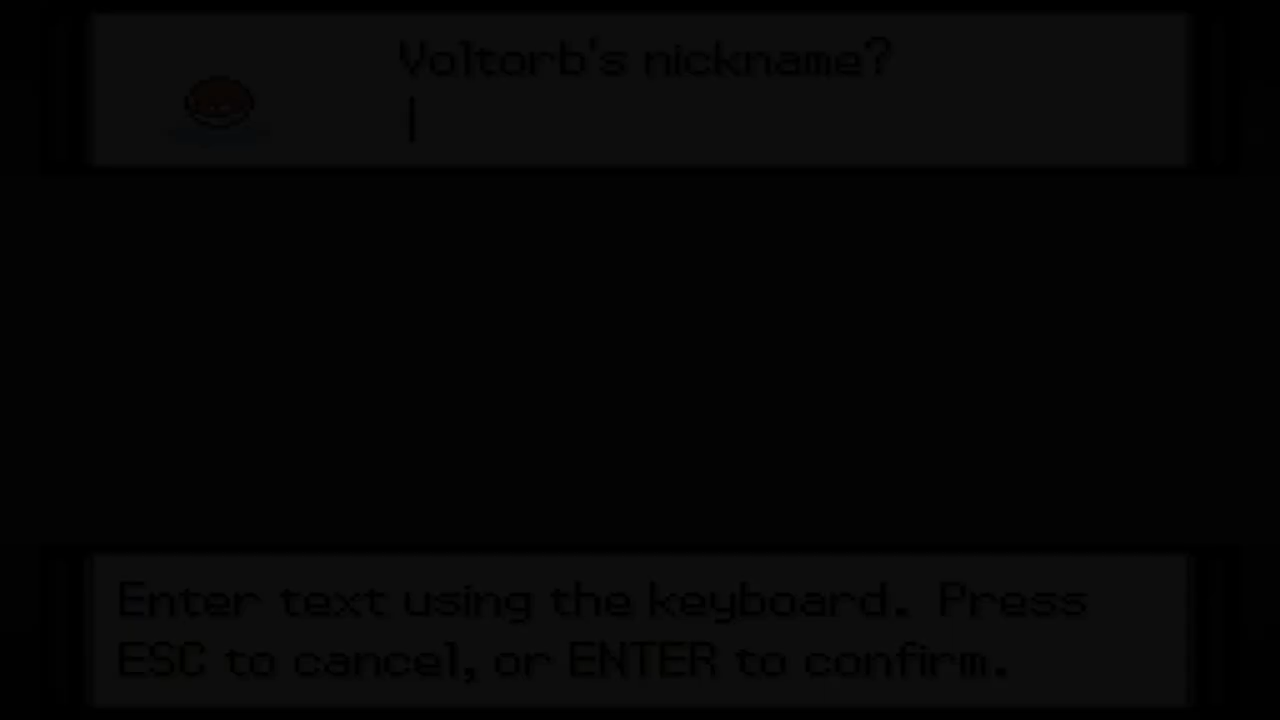 Voltorb's nickname?
Enter text using the keyboard. Press
ESC to cancel, or ENTER to confirm.